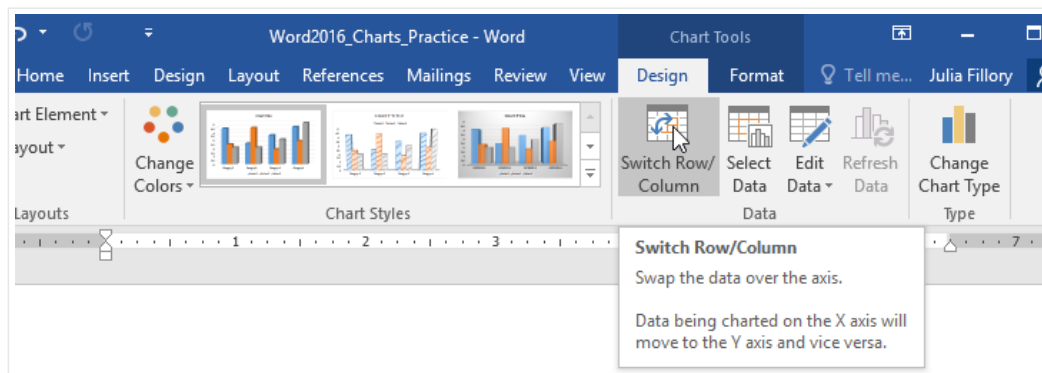 Word2016_Charts_Practice - Word
Chart Tools
Home Insert Design Layout References Mailings Review View Design Format Tell me... Julia Fillory
art Element
ayout
Change
Colors
Switch Row/
Column
Select
Data
Edit
Data
Refresh
Data
Change
Chart Type
Layouts
Chart Styles
Data
Type
1 2 3 7
Switch Row/Column
Swap the data over the axis.
Data being charted on the X axis will
move to the Y axis and vice versa.